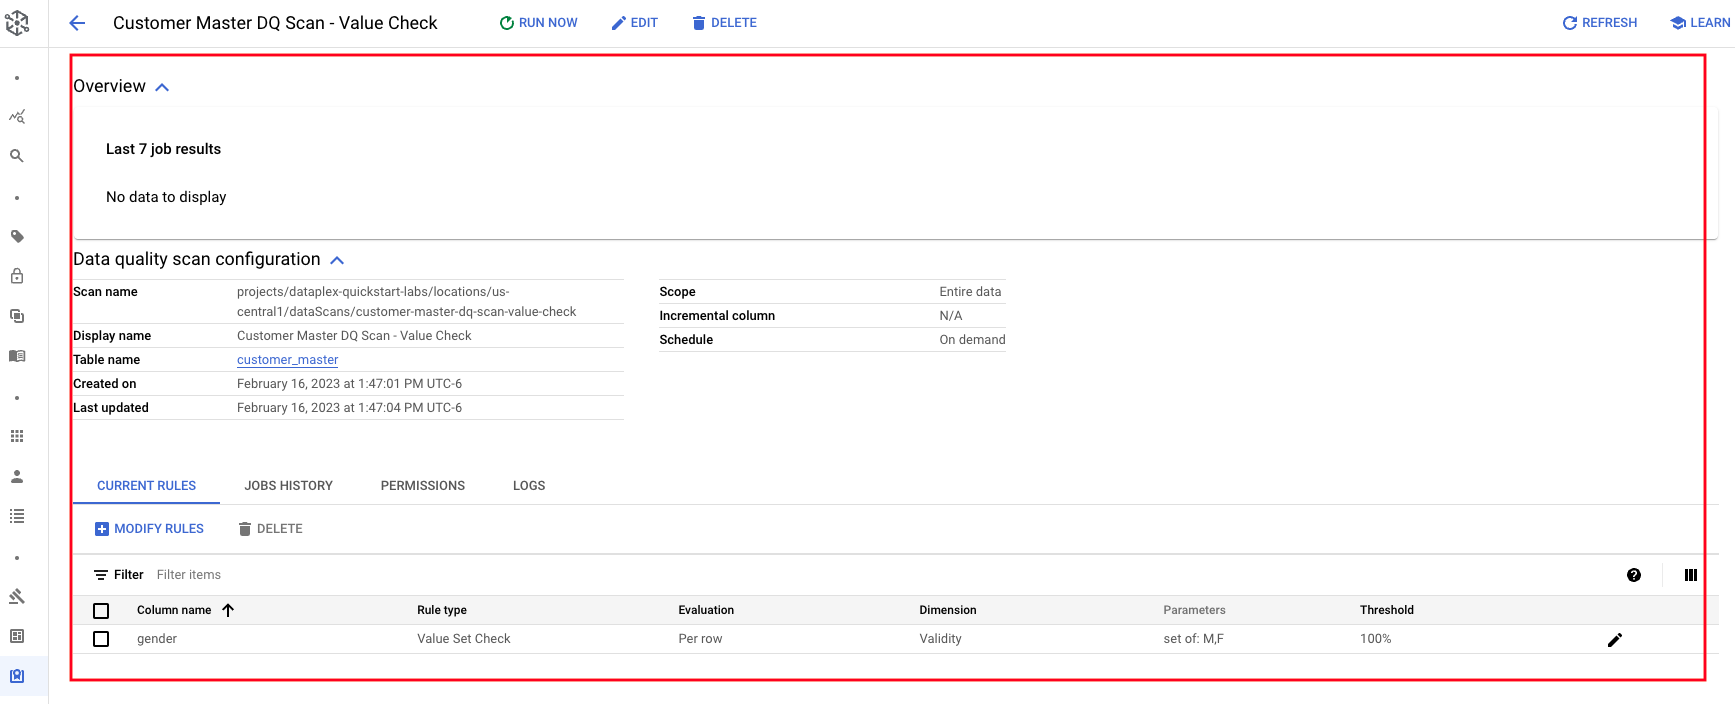 Customer Master DQ Scan - Value Check
RUN NOW
EDIT
DELETE
REFRESH
LEARN
Overview
Last 7 job results
No data to display
Data quality scan configuration
Scan name projects/dataplex-quickstart-labs/locations/us-
central1/dataScans/customer-master-dq-scan-value-check
Display name Customer Master DQ Scan - Value Check
Table name customer_master
Created on February 16, 2023 at 1:47:01 PM UTC-6
Last updated February 16, 2023 at 1:47:04 PM UTC-6
Scope Entire data
Incremental column N/A
Schedule On demand
CURRENT RULES JOBS HISTORY PERMISSIONS LOGS
MODIFY RULES DELETE
Filter Filter items
Column name Rule type Evaluation Dimension Parameters Threshold
gender Value Set Check Per row Validity set of: M,F 100%